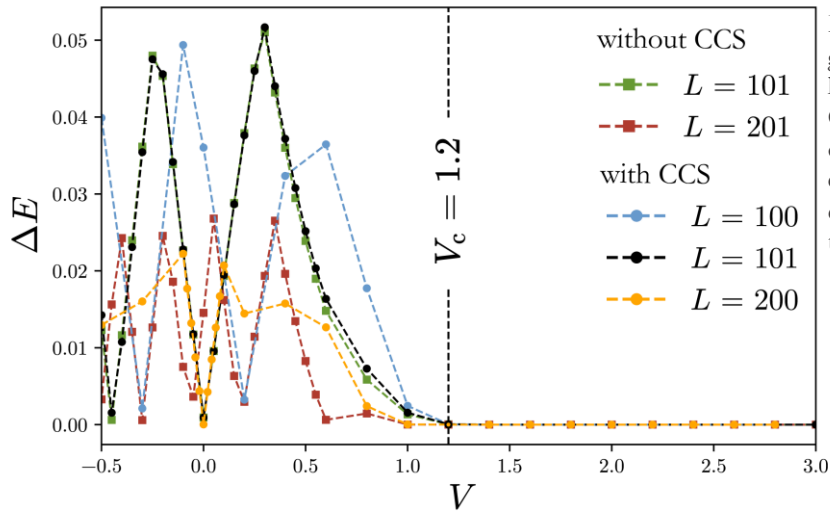 without CCS
L = 101
L = 201
with CCS
L = 100
L = 101
L = 200
V_c = 1.2
ΔE
0.05
0.04
0.03
0.02
0.01
0.00
−0.5 0.0 0.5 1.0 1.5 2.0 2.5 3.0
V